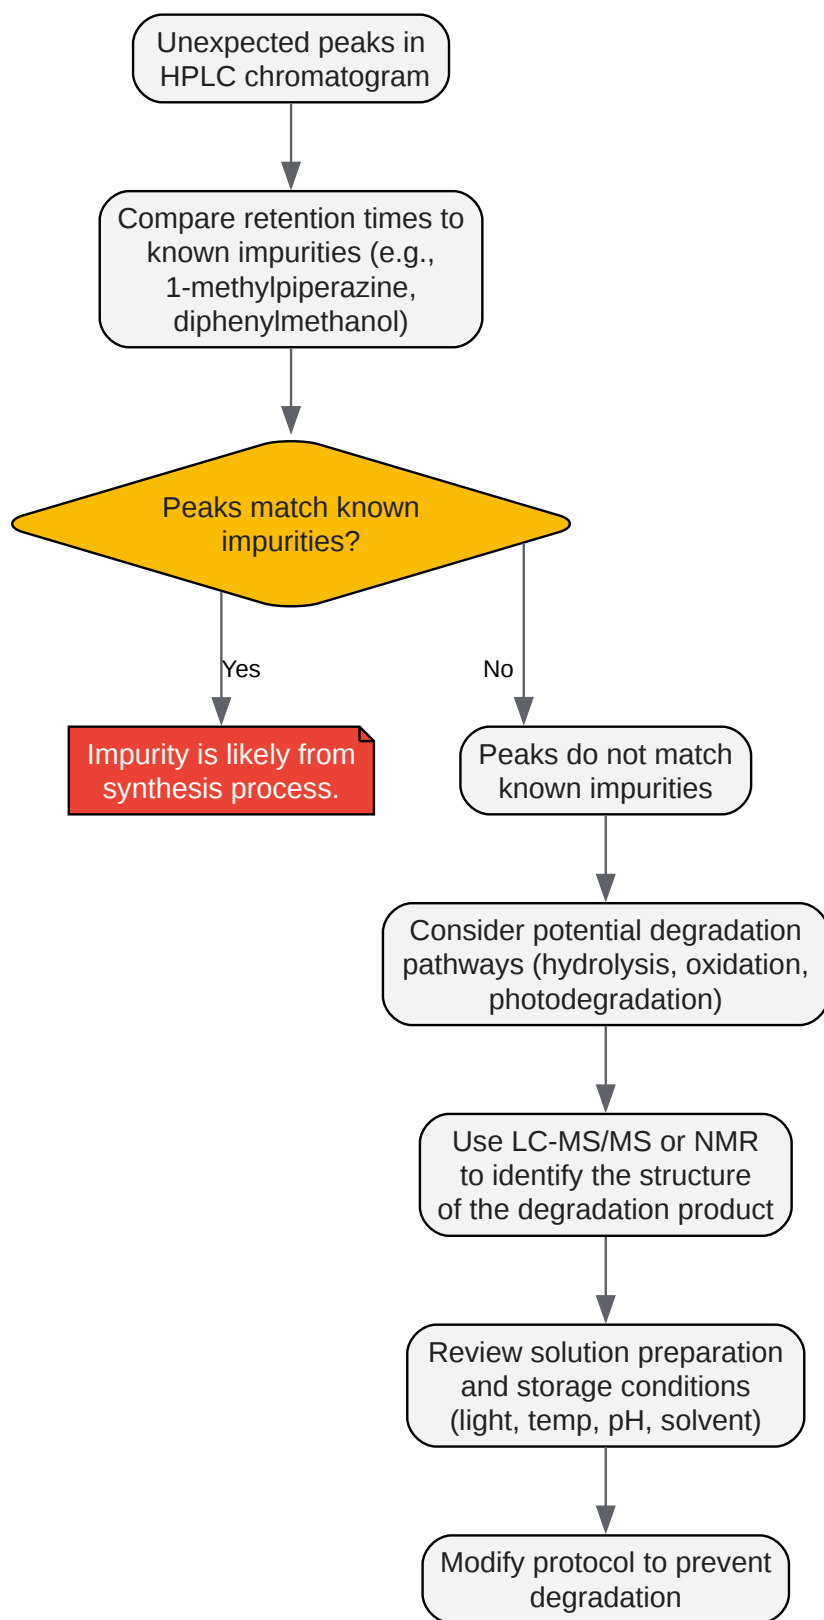 Unexpected peaks in
HPLC chromatogram
Compare retention times to
known impurities (e.g.,
1-methylpiperazine,
diphenylmethanol)
Peaks match known
impurities?
Yes
No
Impurity is likely from
synthesis process.
Peaks do not match
known impurities
Consider potential degradation
pathways (hydrolysis, oxidation,
photodegradation)
Use LC-MS/MS or NMR
to identify the structure
of the degradation product
Review solution preparation
and storage conditions
(light, temp, pH, solvent)
Modify protocol to prevent
degradation